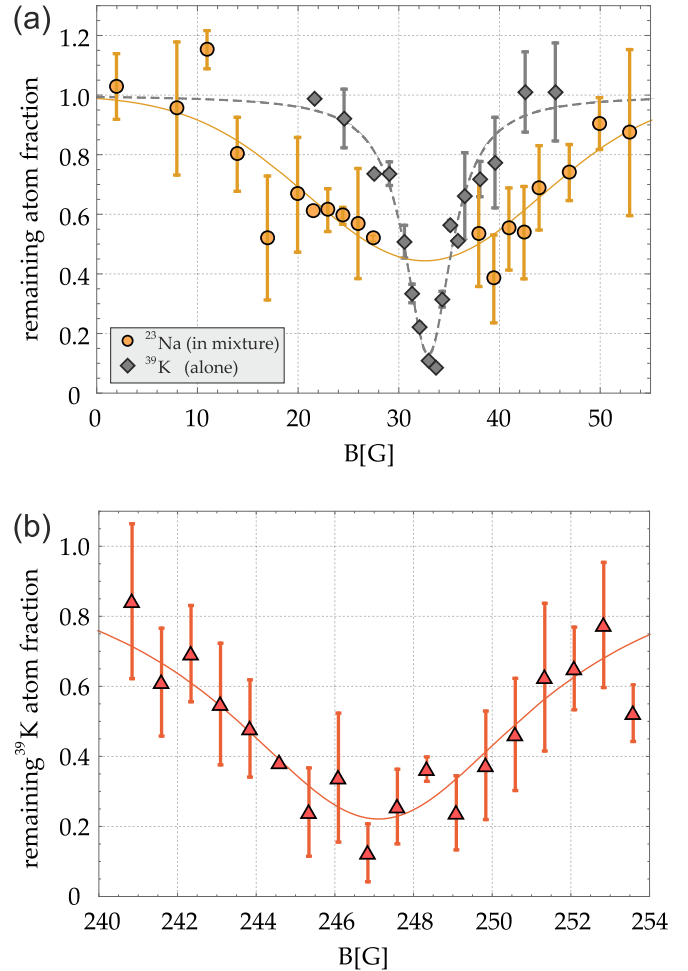 (a)
remaining atom fraction
1.2
1.0
0.8
0.6
0.4
0.2
0
²³Na (in mixture)
³⁹K (alone)
0 10 20 30 40 50
B[G]
(b)
remaining ³⁹K atom fraction
1.0
0.8
0.6
0.4
0.2
0
240 242 244 246 248 250 252 254
B[G]